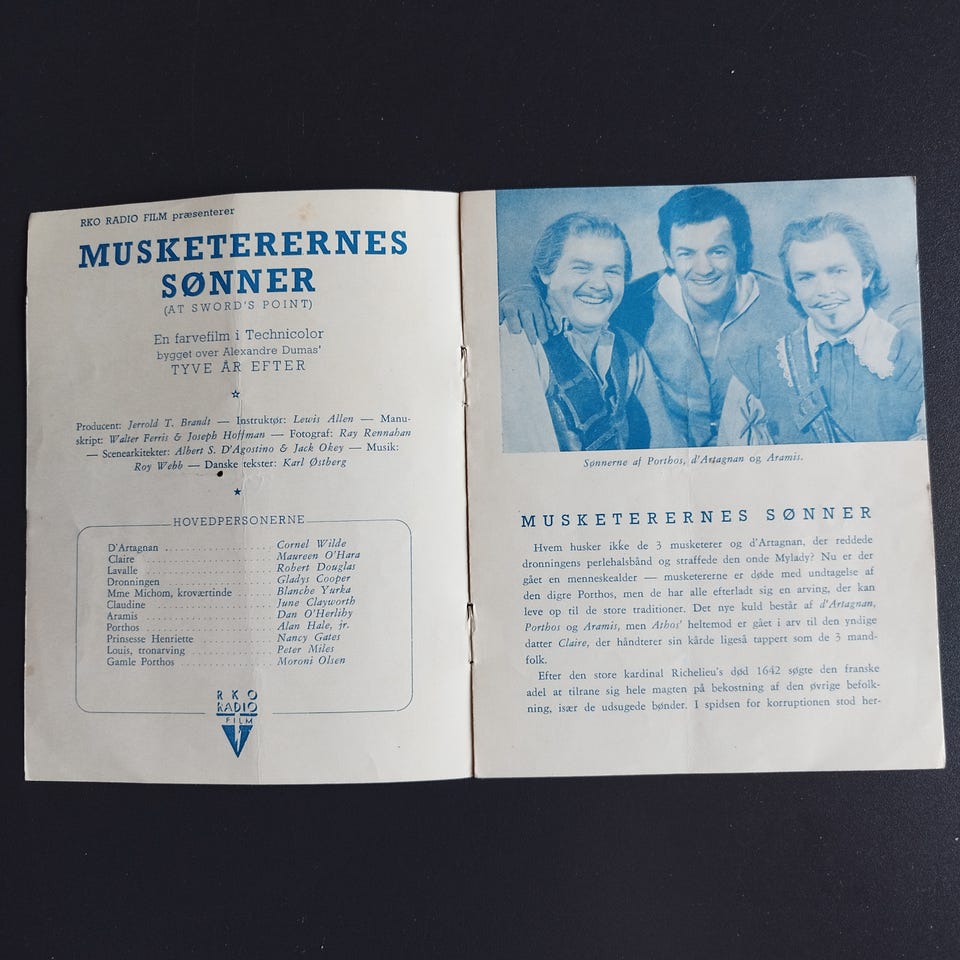 RKO RADIO FILM præsenterer
MUSKETERERNES
SØNNER
(AT SWORD'S POINT)
En farvefilm i Technicolor
bygget over Alexandre Dumas'
TYVE ÅR EFTER
Producent: Jerrold T. Brandt — Instruktør: Lewis Allen — Manu-
skript: Walter Ferris & Joseph Hoffman — Fotograf: Ray Rennahan
— Scenearkitekter: Albert S. D'Agostino & Jack Okey — Musik:
Roy Webb — Danske tekster: Karl Østberg
HOVEDPERSONERNE
D'Artagnan ........................ Cornel Wilde
Claire ........................ Maureen O'Hara
Lavalle ........................ Robert Douglas
Dronningen ........................ Gladys Cooper
Mme Michom, kroværtinde ........ Blanche Yurka
Claudine ........................ June Clayworth
Aramis ........................ Dan O'Herlihy
Porthos ........................ Alan Hale, jr.
Prinsesse Henriette ............ Nancy Gates
Louis, tronarving ............ Peter Miles
Gamle Porthos ................ Moroni Olsen
RKO
RADIO
FILM
Sønnerne af Porthos, d'Artagnan og Aramis.
MUSKETERERNES SØNNER
Hvem husker ikke de 3 musketerer og d'Artagnan, der reddede
dronningens perlehalsbånd og straffede den onde Mylady? Nu er der
gået en menneskealder — musketererne er døde med undtagelse af
den digre Porthos, men de har alle efterladt sig en arving, der kan
leve op til de store traditioner. Det nye kuld består af d'Artagnan,
Porthos og Aramis, men Athos' heltemod er gået i arv til den yndige
datter Claire, der håndterer sin kårde ligeså tappert som de 3 mand-
folk.
Efter den store kardinal Richelieu's død 1642 søgte den franske
adel at tilrane sig hele magten på bekostning af den øvrige befolk-
ning, især de udsugede bønder. I spidsen for korruptionen stod her-